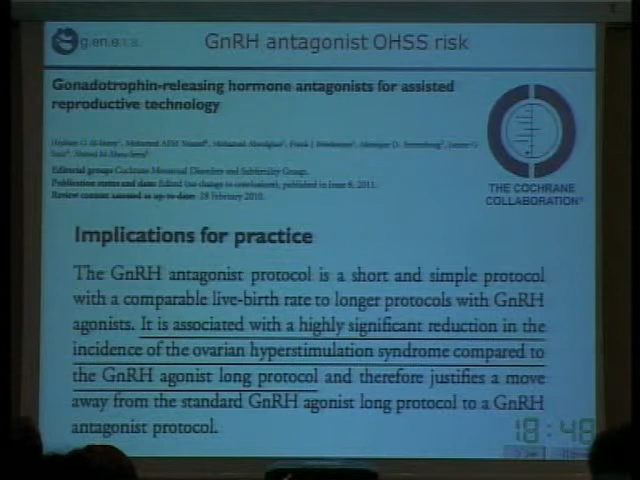 g.en.e.r.a.
GnRH antagonist OHSS risk
Gonadotrophin-releasing hormone antagonists for assisted
reproductive technology
Editorial group: Cochrane Menstrual Disorders and Subfertility Group.
Publication status and date: Edited (no change to conclusions), published in Issue 8, 2011.
Review content assessed as up-to-date: 28 February 2010.
THE COCHRANE
COLLABORATION®
Implications for practice
The GnRH antagonist protocol is a short and simple protocol
with a comparable live-birth rate to longer protocols with GnRH
agonists. It is associated with a highly significant reduction in the
incidence of the ovarian hyperstimulation syndrome compared to
the GnRH agonist long protocol and therefore justifies a move
away from the standard GnRH agonist long protocol to a GnRH
antagonist protocol.
18:48